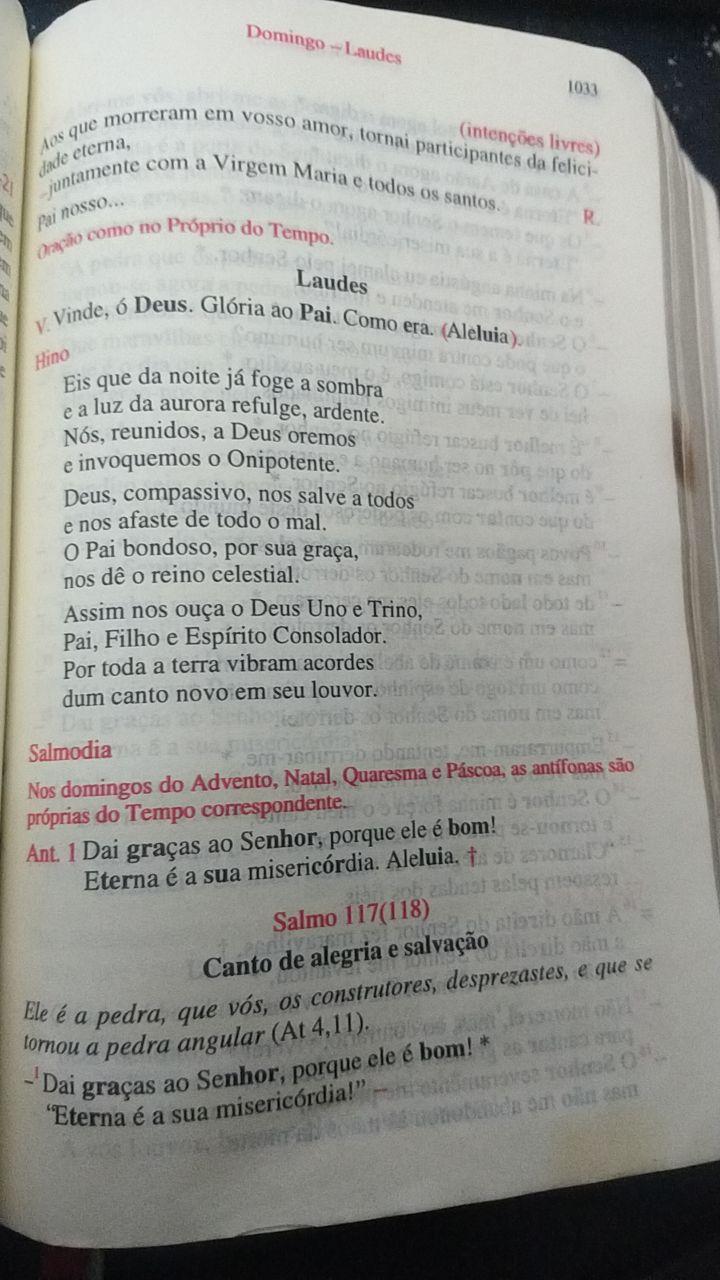 Domingo – Laudes
1033
(intenções livres)
Aos que morreram em vosso amor, tornai participantes da felici-
dade eterna,
–juntamente com a Virgem Maria e todos os santos. R.
Pai nosso...
Oração como no Próprio do Tempo.
Laudes
V. Vinde, ó Deus. Glória ao Pai. Como era. (Aleluia).
Hino
Eis que da noite já foge a sombra
e a luz da aurora refulge, ardente.
Nós, reunidos, a Deus oremos
e invoquemos o Onipotente.
Deus, compassivo, nos salve a todos
e nos afaste de todo o mal.
O Pai bondoso, por sua graça,
nos dê o reino celestial.
Assim nos ouça o Deus Uno e Trino,
Pai, Filho e Espírito Consolador.
Por toda a terra vibram acordes
dum canto novo em seu louvor.
Salmodia
Nos domingos do Advento, Natal, Quaresma e Páscoa, as antífonas são
próprias do Tempo correspondente.
Ant. 1 Dai graças ao Senhor, porque ele é bom!
Eterna é a sua misericórdia. Aleluia. †
Salmo 117(118)
Canto de alegria e salvação
Ele é a pedra, que vós, os construtores, desprezastes, e que se
tornou a pedra angular (At 4,11).
–¹Dai graças ao Senhor, porque ele é bom! *
“Eterna é a sua misericórdia!” –